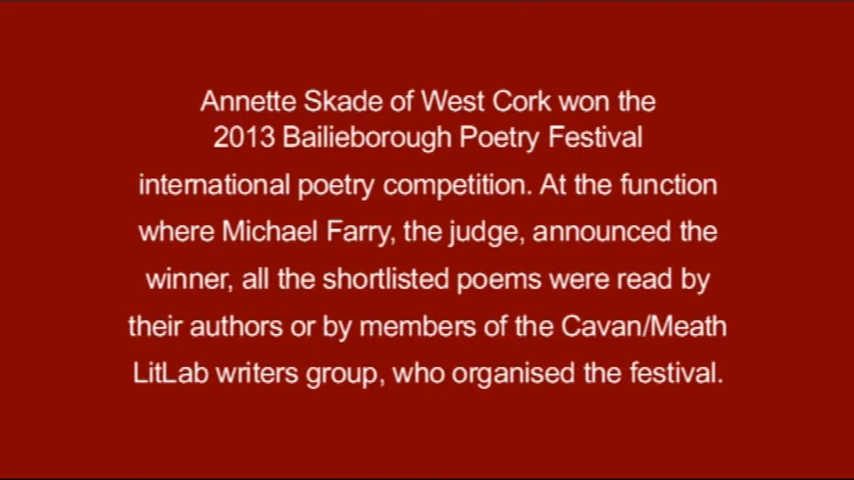 Annette Skade of West Cork won the
2013 Bailieborough Poetry Festival
international poetry competition. At the function
where Michael Farry, the judge, announced the
winner, all the shortlisted poems were read by
their authors or by members of the Cavan/Meath
LitLab writers group, who organised the festival.